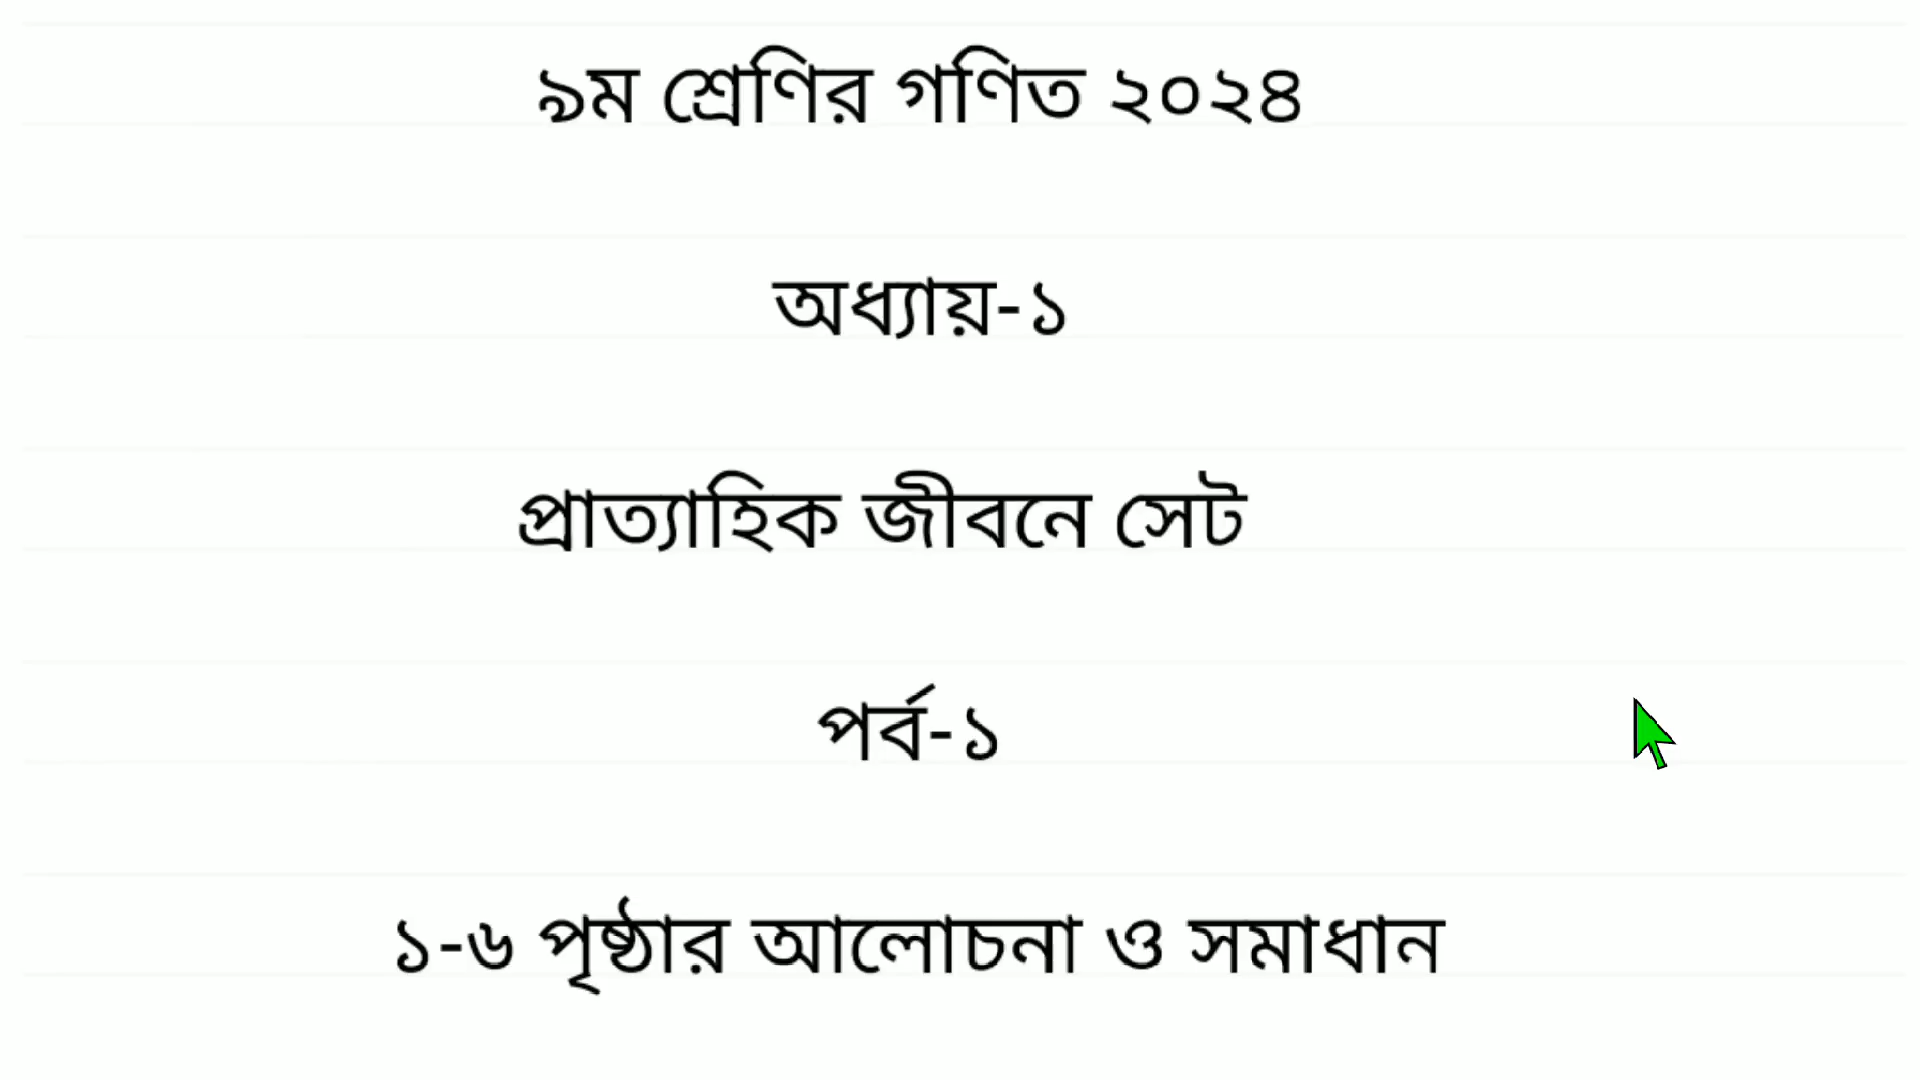 ৯ম শ্রেণির গণিত ২০২৪
অধ্যায়-১
প্রাত্যাহিক জীবনে সেট
পর্ব-১
১-৬ পৃষ্ঠার আলোচনা ও সমাধান